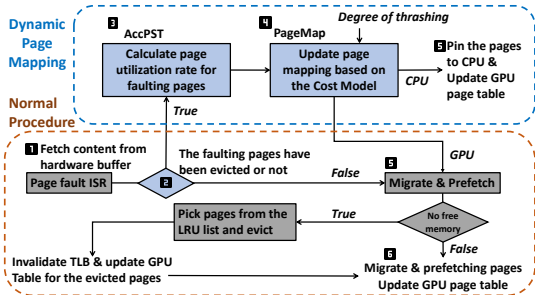 Dynamic
Page
Mapping
3
AccPST
Calculate page
utilization rate for
faulting pages
4
PageMap
Update page
mapping based on
the Cost Model
Degree of thrashing
CPU
5 Pin the pages
to CPU &
Update GPU
page table
Normal
Procedure
True
1 Fetch content from
hardware buffer
Page fault ISR
2
The faulting pages have
been evicted or not
False
GPU
5
Migrate & Prefetch
Pick pages from the
LRU list and evict
True
No free
memory
False
Invalidate TLB & update GPU
Table for the evicted pages
6
Migrate & prefetching pages
Update GPU page table